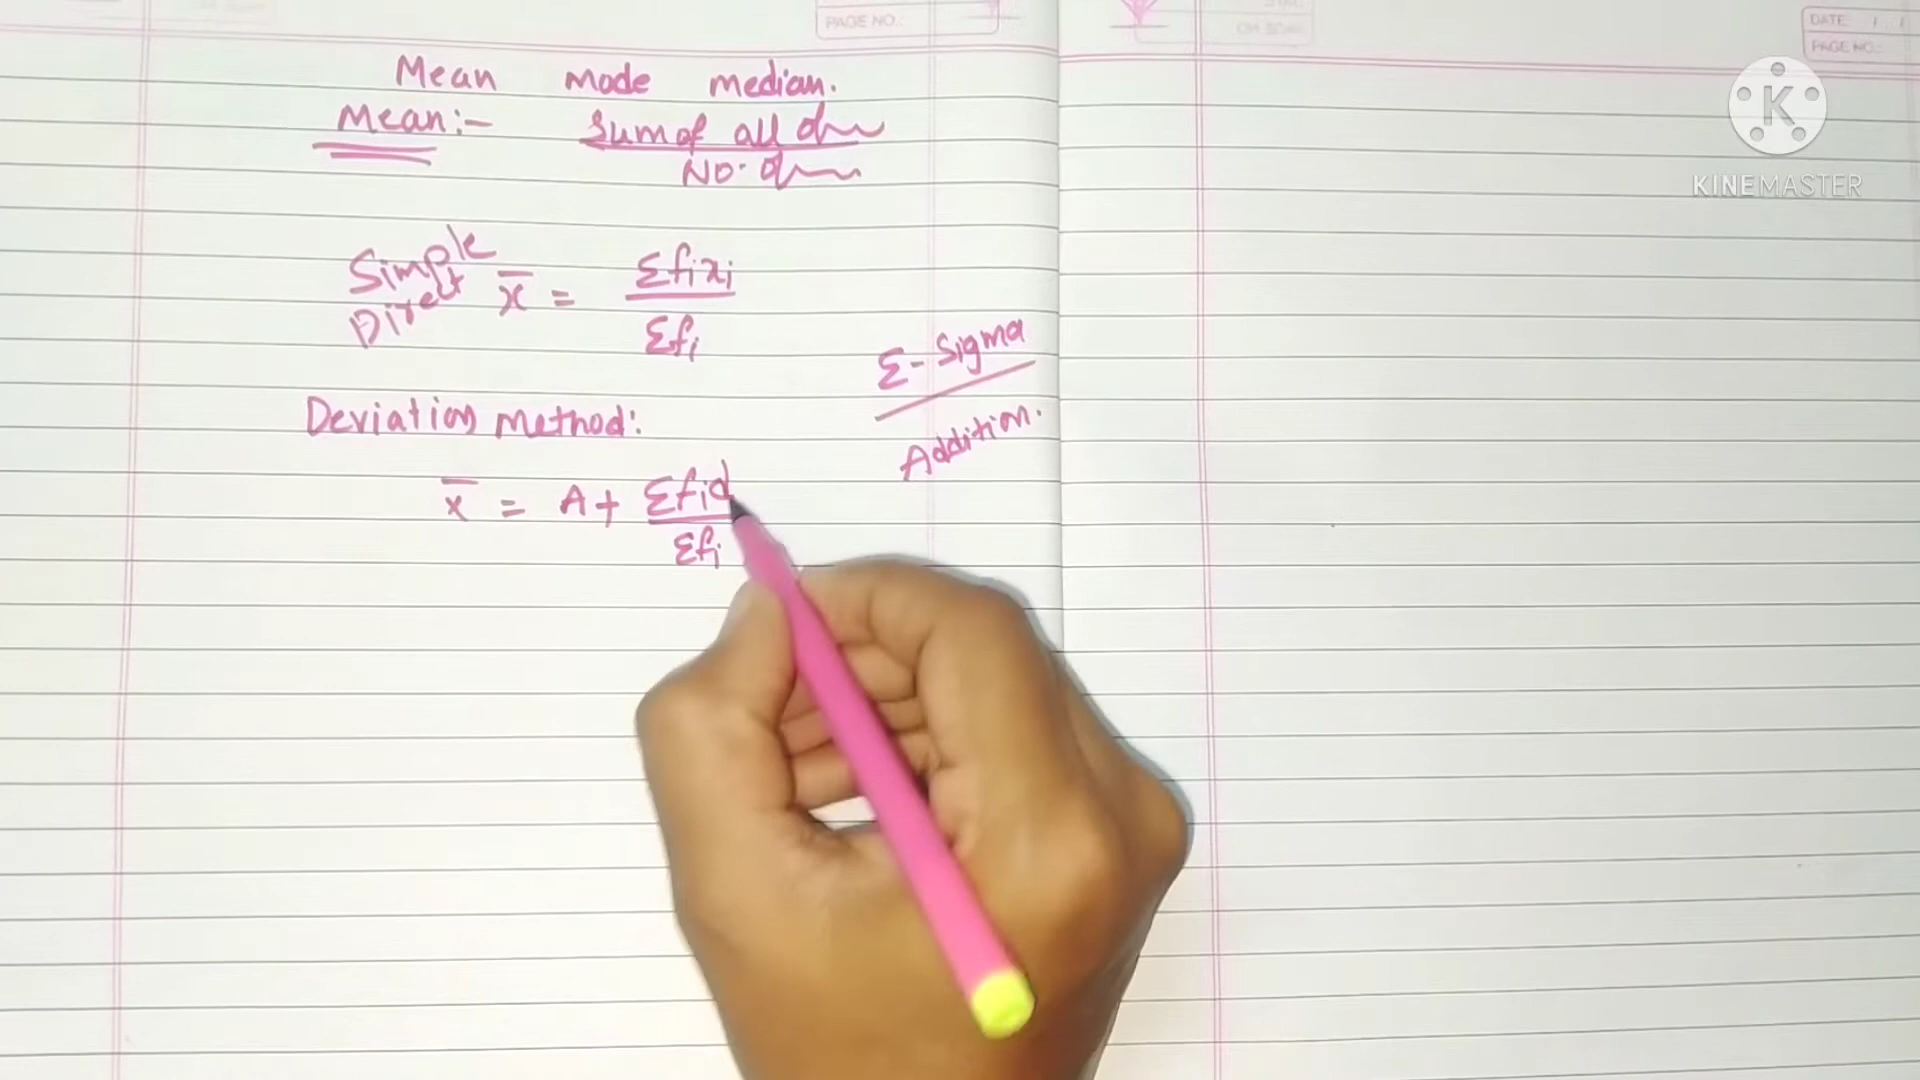 PAGE NO.:
DATE: / /
PAGE NO.:
KINEMASTER
Mean mode median.
Mean:- Sum of all
No.
Simple
Direct x̄ = Σfixi
Σfi
Σ - Sigma
Addition.
Deviation Method:
x̄ = A + Σfid
Σfi